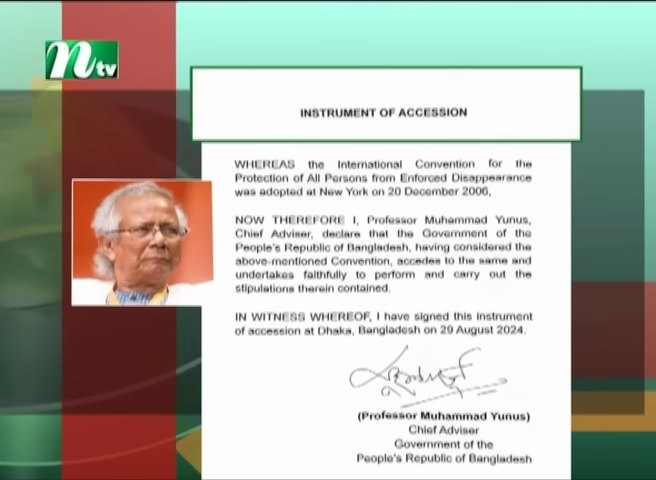 ntv
INSTRUMENT OF ACCESSION
WHEREAS the International Convention for the
Protection of All Persons from Enforced Disappearance
was adopted at New York on 20 December 2006,
NOW THEREFORE I, Professor Muhammad Yunus,
Chief Adviser, declare that the Government of the
People's Republic of Bangladesh, having considered the
above-mentioned Convention, accedes to the same and
undertakes faithfully to perform and carry out the
stipulations therein contained.
IN WITNESS WHEREOF, I have signed this instrument
of accession at Dhaka, Bangladesh on 29 August 2024.
(Professor Muhammad Yunus)
Chief Adviser
Government of the
People's Republic of Bangladesh